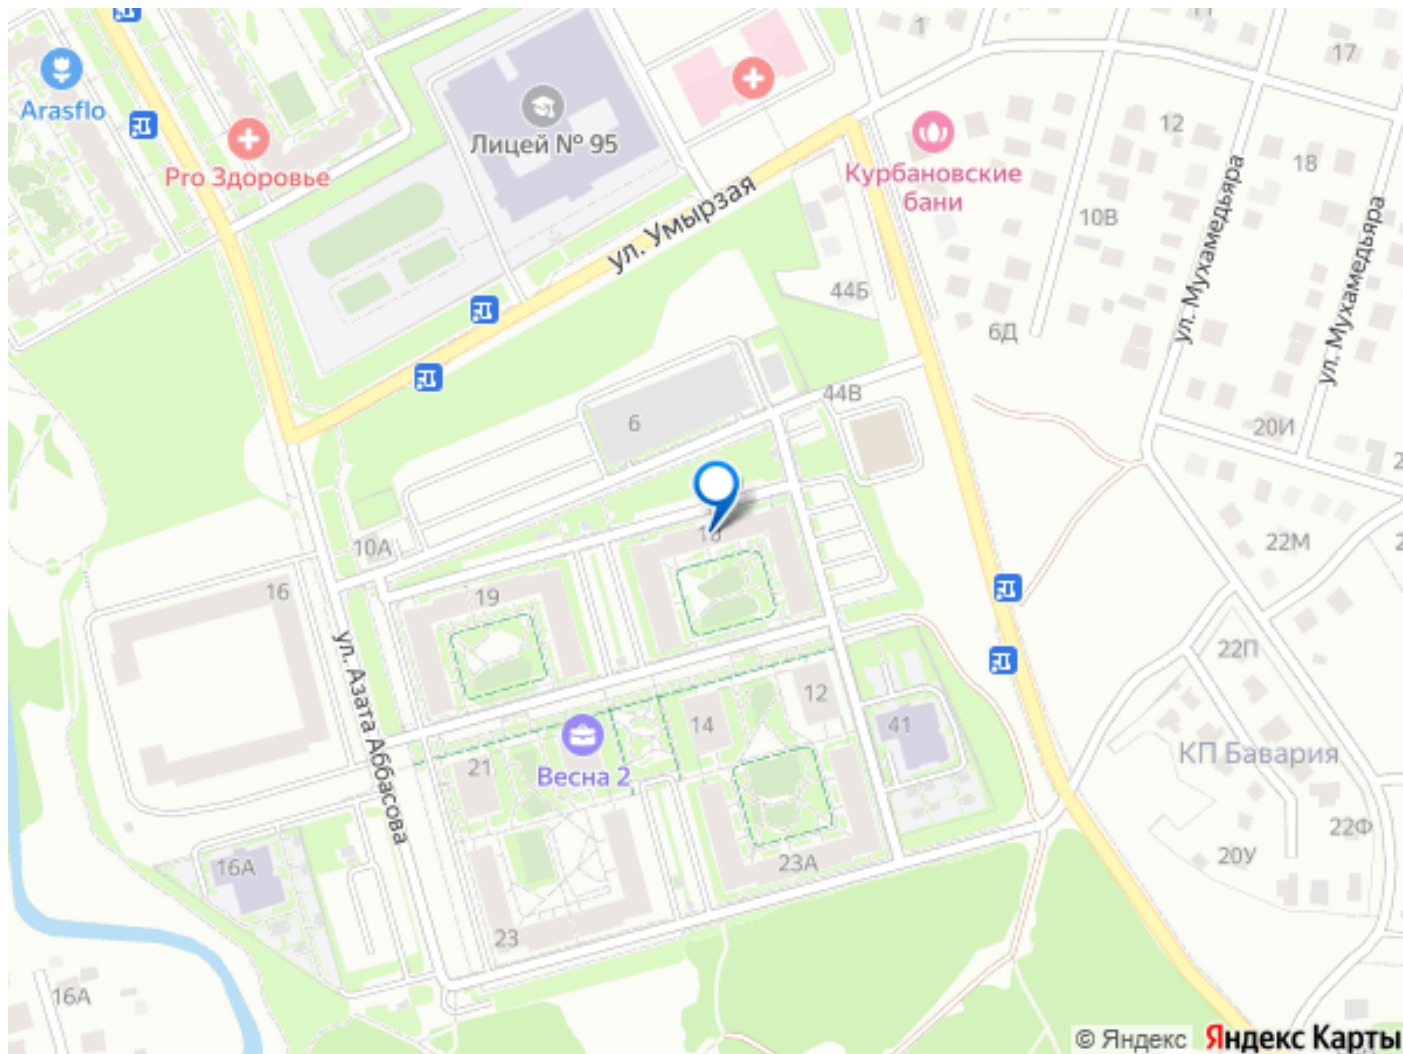 17
1
Arasflo
12
Лицей № 95
18
Pro Здоровье
Курбановские
бани
10В
ул. Умырзая
ул. Мухамедьяра
ул. Мухамедьяра
44Б
6Д
44В
6
20И
22М
10А
16
19
ул. Азата Аббасова
22П
12
14
41
КП Бавария
21
Весна 2
22Ф
20У
23А
16А
23
16А
© Яндекс
Яндекс Карты